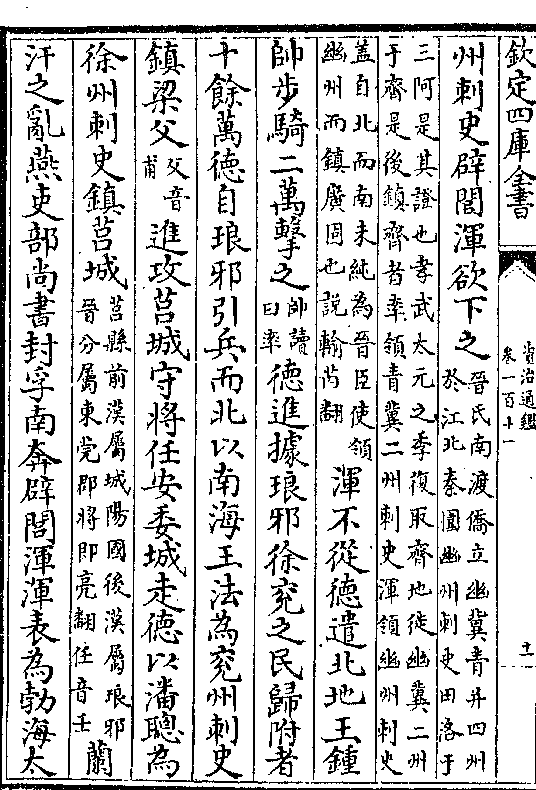 欽定四庫全書
資治通鑑
卷一百十一
十
州刺史辟閭渾欲下之晉氏南渡僑立幽冀青并四州
於江北秦圍幽州刺史田洛于
三阿是其證也孝武太元之季復取齊地徙幽冀二州
于齊是後鎮齊者率領青冀二州刺史渾領幽州刺史
蓋自北而南未純為晉臣使領
幽州而鎮廣固也說輸芮翻
渾不從德遣北地王鍾
帥步騎二萬擊之帥讀
曰率
德進據琅邪徐兖之民歸附者
十餘萬德自琅邪引兵而北以南海王法為兖州刺史
鎮梁父父音
甫
進攻莒城守將任安委城走德以潘聰為
徐州刺史鎮莒城莒縣前漢屬城陽國後漢屬琅邪
晉分屬東莞郡將即亮翻任音壬
蘭
汗之亂燕吏部尚書封孚南奔辟閭渾渾表為勃海太